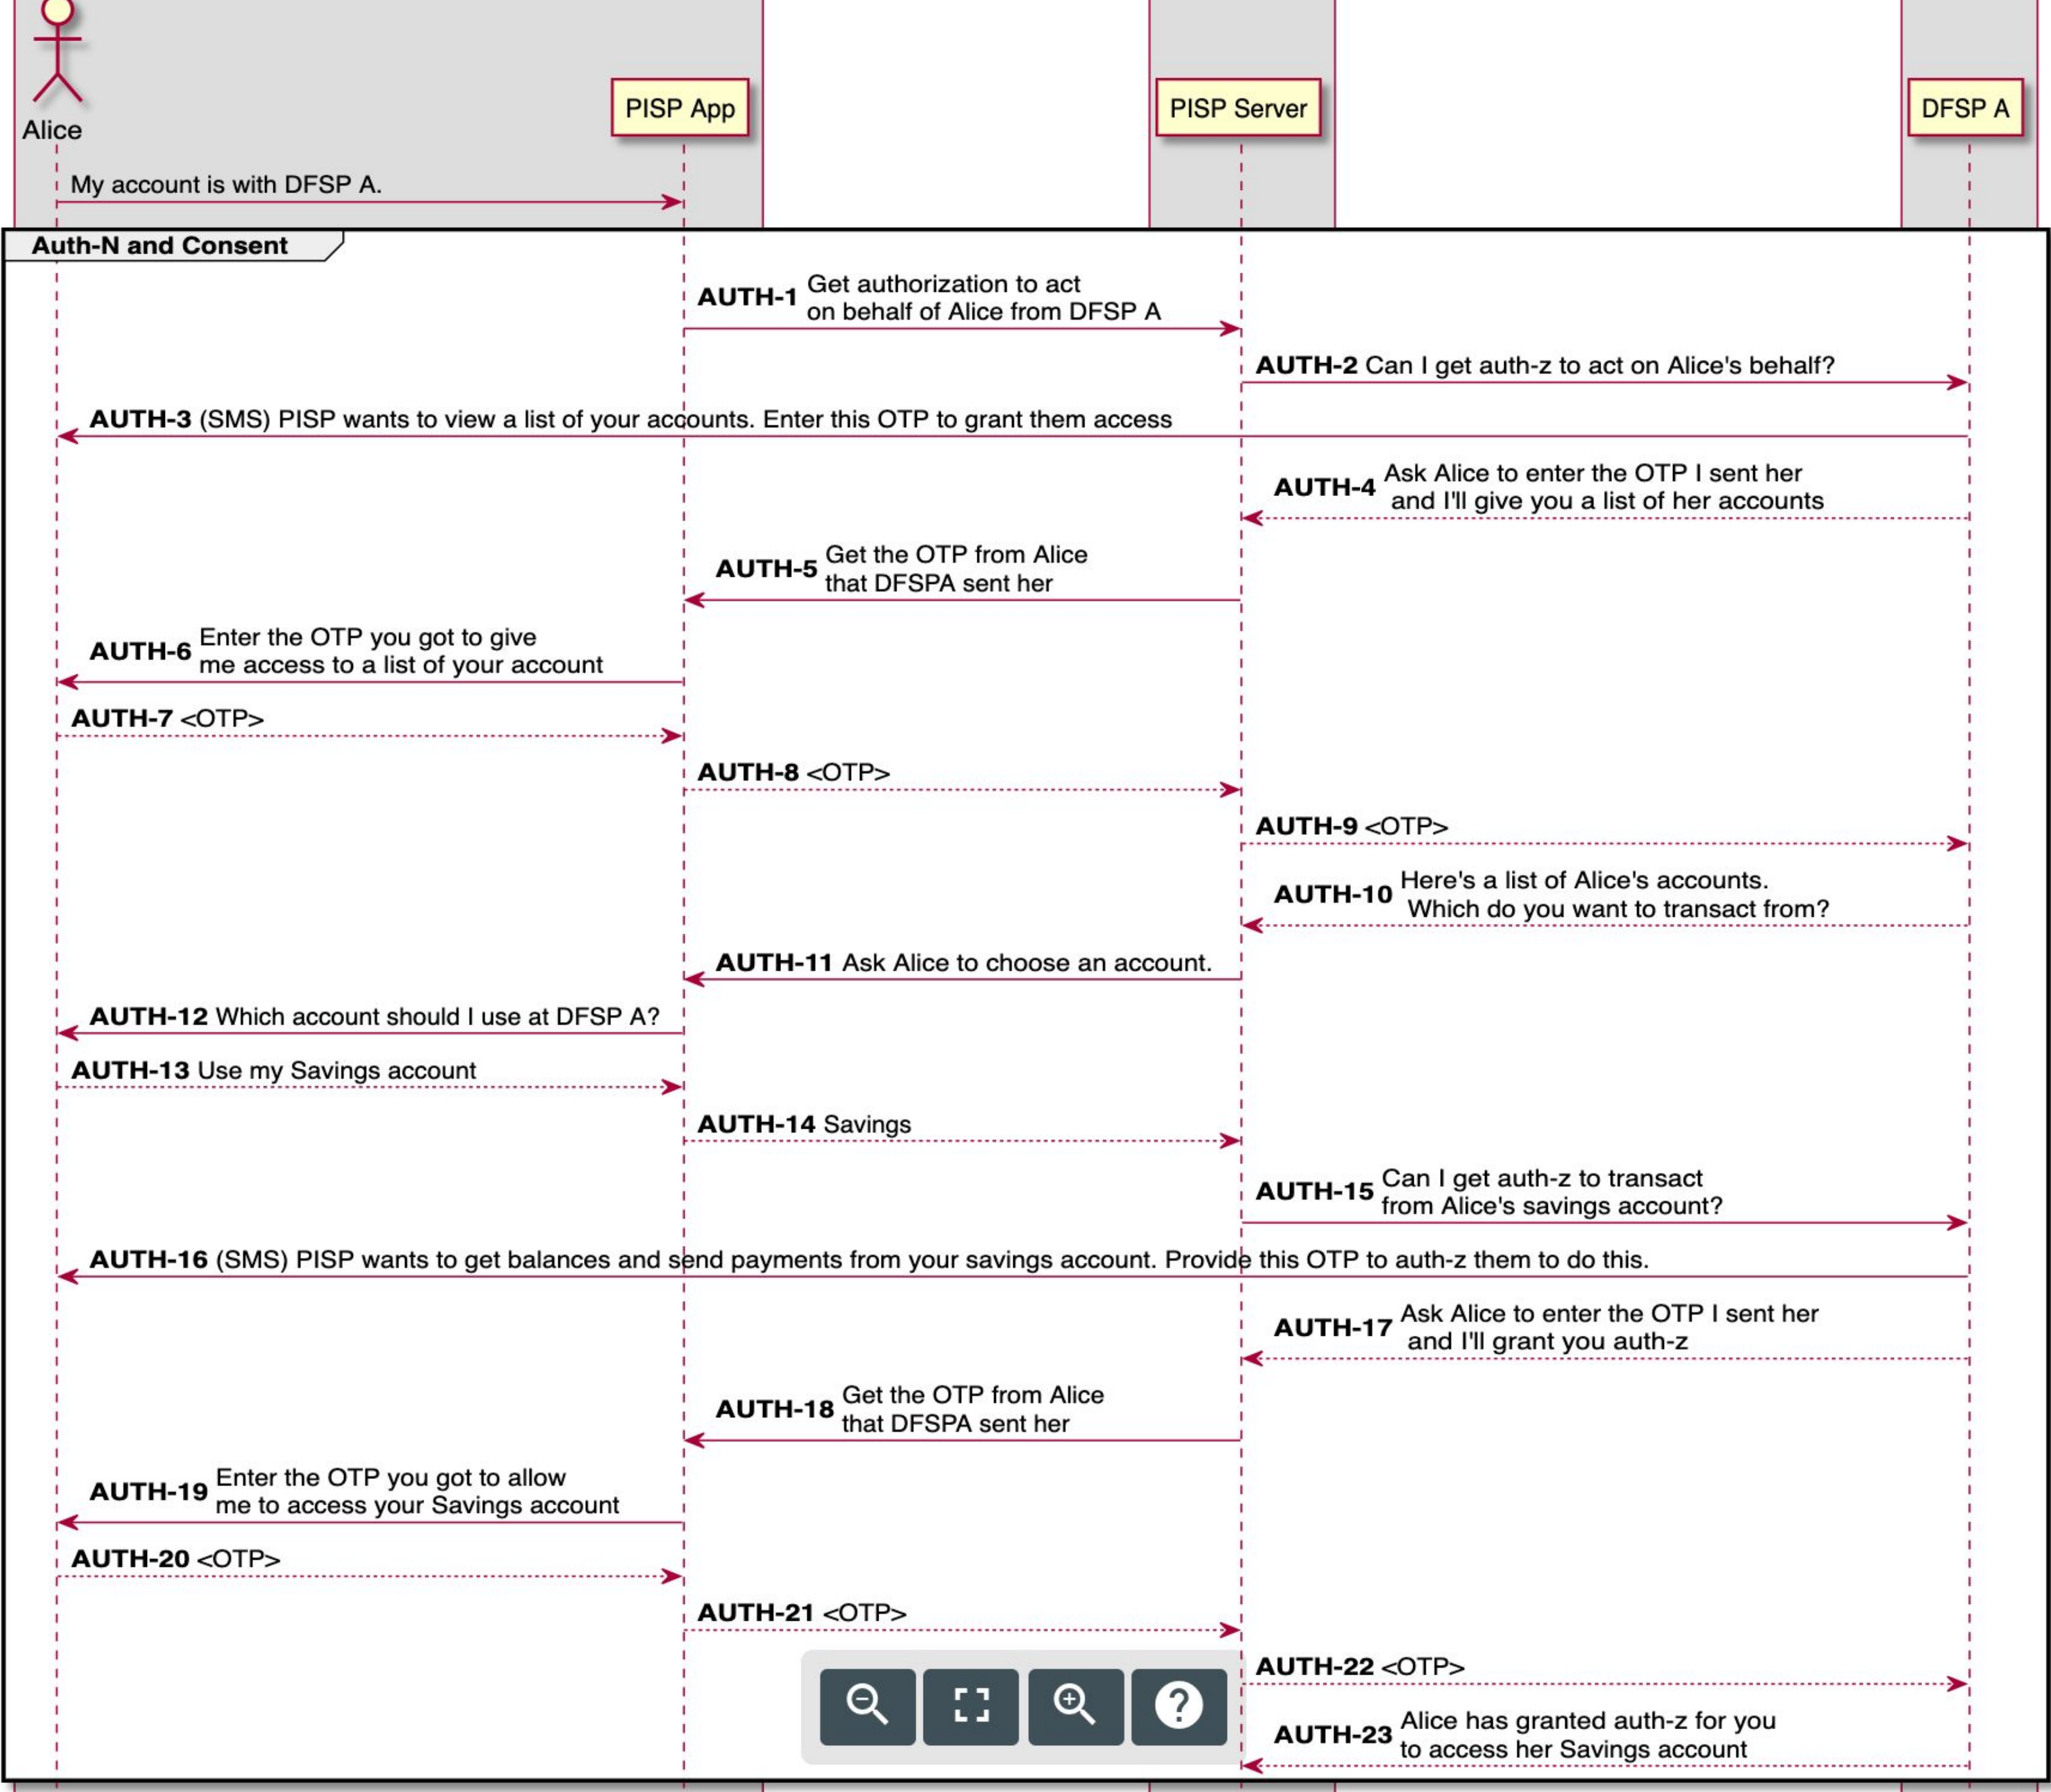 Alice
PISP App
PISP Server
DFSP A
My account is with DFSP A.
Auth-N and Consent
AUTH-1 Get authorization to act
on behalf of Alice from DFSP A
AUTH-2 Can I get auth-z to act on Alice's behalf?
AUTH-3 (SMS) PISP wants to view a list of your accounts. Enter this OTP to grant them access
AUTH-4 Ask Alice to enter the OTP I sent her
and I'll give you a list of her accounts
AUTH-5 Get the OTP from Alice
that DFSPA sent her
AUTH-6 Enter the OTP you got to give
me access to a list of your account
AUTH-7 <OTP>
AUTH-8 <OTP>
AUTH-9 <OTP>
AUTH-10 Here's a list of Alice's accounts.
Which do you want to transact from?
AUTH-11 Ask Alice to choose an account.
AUTH-12 Which account should I use at DFSP A?
AUTH-13 Use my Savings account
AUTH-14 Savings
AUTH-15 Can I get auth-z to transact
from Alice's savings account?
AUTH-16 (SMS) PISP wants to get balances and send payments from your savings account. Provide this OTP to auth-z them to do this.
AUTH-17 Ask Alice to enter the OTP I sent her
and I'll grant you auth-z
AUTH-18 Get the OTP from Alice
that DFSPA sent her
AUTH-19 Enter the OTP you got to allow
me to access your Savings account
AUTH-20 <OTP>
AUTH-21 <OTP>
AUTH-22 <OTP>
AUTH-23 Alice has granted auth-z for you
to access her Savings account